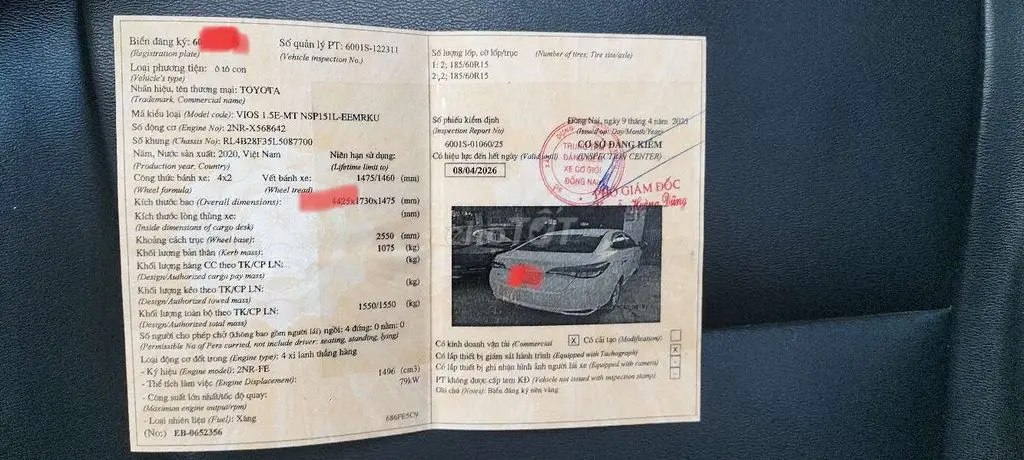 Biển đăng ký: 60
(Registration plate)
Số quản lý PT: 6001S-122311
(Vehicle inspection No.)
Loại phương tiện: ô tô con
(Vehicle's type)
Nhãn hiệu, tên thương mại: TOYOTA
(Trademark, Commercial name)
Mã kiểu loại (Model code): VIOS 1.5E-MT NSP151L-EEMRKU
Số động cơ (Engine No): 2NR-X568642
Số khung (Chassis No): RL4B28F35L5087700
Năm, Nước sản xuất: 2020, Việt Nam
Niên hạn sử dụng:
(Production year, Country)
(Lifetime limit to)
Công thức bánh xe: 4x2
Vết bánh xe: 1475/1460 (mm)
(Wheel formula)
(Wheel tread)
Kích thước bao (Overall dimensions): 4425x1730x1475 (mm)
Kích thước lòng thùng xe: (mm)
(Inside dimensions of cargo desk)
Khoảng cách trục (Wheel base): 2550 (mm)
Khối lượng bản thân (Kerb mass): 1075 (kg)
Khối lượng hàng CC theo TK/CP LN: (kg)
(Design/Authorized cargo pay mass)
Khối lượng kéo theo TK/CP LN: (kg)
(Design/Authorized towed mass)
Khối lượng toàn bộ theo TK/CP LN: 1550/1550 (kg)
(Design/Authorized total mass)
Số người cho phép chở (không bao gồm người lái) ngồi: 4 đứng: 0 nằm: 0
(Permissible No of Pers carried, not include driver: seating, standing, lying)
Loại động cơ đốt trong (Engine type): 4 xi lanh thẳng hàng
- Ký hiệu (Engine model): 2NR-FE
- Thể tích làm việc (Engine Displacement): 1496 (cm3)
- Công suất lớn nhất/tốc độ quay: 79kW
(Maximum engine output/rpm)
- Loại nhiên liệu (Fuel): Xăng
(No:) EB-0652356
686FE5C9
Số lượng lốp, cỡ lốp/trục (Number of tires; Tire size/axle)
1: 2; 185/60R15
2: 2; 185/60R15
Số phiếu kiểm định
(Inspection Report No)
Đồng Nai, ngày 9 tháng 4 năm 2025
(Issued on: Day/Month/Year)
6001S-01060/25
CƠ SỞ ĐĂNG KIỂM
Có hiệu lực đến hết ngày (Valid until)
(INSPECTION CENTER)
08/04/2026
TRUNG TÂM
ĐĂNG KIỂM
XE CƠ GIỚI
ĐỒNG NAI
PHÓ GIÁM ĐỐC
Hoàng Dũng
chợTỐT
Có kinh doanh vận tải (Commercial X Có cải tạo (Modification):
Có lắp thiết bị giám sát hành trình (Equipped with Tachograph) X
Có lắp thiết bị ghi nhận hình ảnh người lái xe (Equipped with camera) -
PT không được cấp tem KĐ (Vehicle not issued with inspection stamp) -
Ghi chú (Notes): Biển đăng ký nền vàng